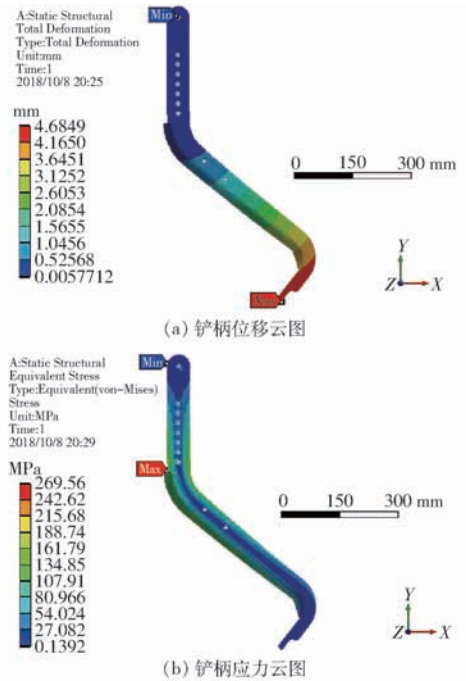 A:Static Structural
Total Deformation
Type:Total Deformation
Unit:mm
Time:1
2018/10/8 20:25
Min
mm
4.6849
4.1650
3.6451
3.1252
2.6053
2.0854
1.5655
1.0456
0.52568
0.0057712
0 150 300 mm
Y
Z X
(a) 铲柄位移云图
A:Static Structural
Equivalent Stress
Type:Equivalent(von-Mises)
Stress
Unit:MPa
Time:1
2018/10/8 20:29
Min
Max
MPa
269.56
242.62
215.68
188.74
161.79
134.85
107.91
80.966
54.024
27.082
0.1392
0 150 300 mm
Y
Z X
(b) 铲柄应力云图